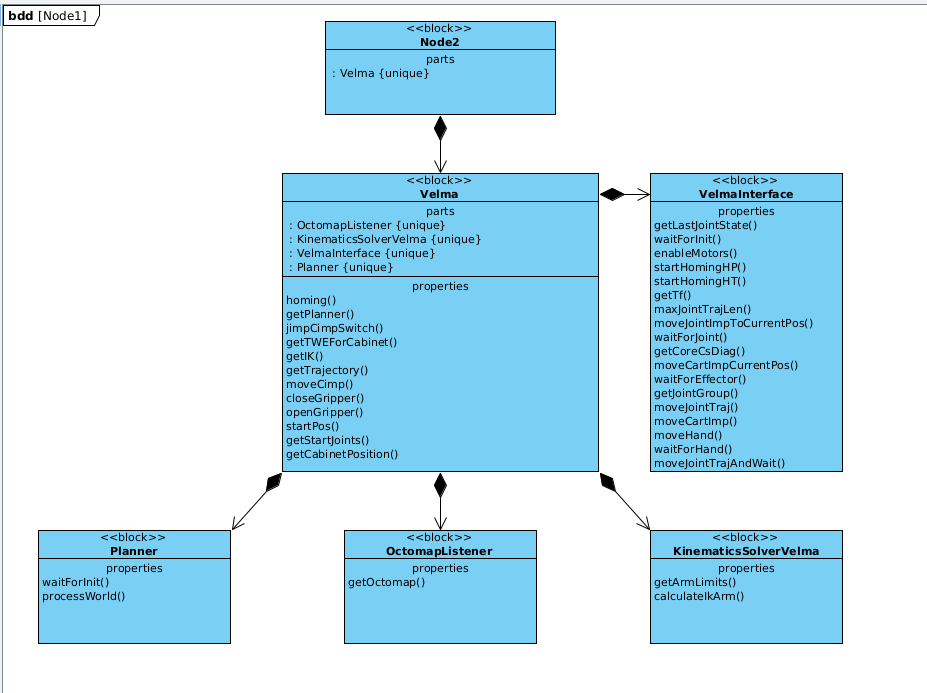 bdd [Node1]
<<block>>
Node2
parts
: Velma {unique}
<<block>>
Velma
parts
: OctomapListener {unique}
: KinematicsSolverVelma {unique}
: VelmaInterface {unique}
: Planner {unique}
properties
homing()
getPlanner()
jimpCimpSwitch()
getTWEForCabinet()
getIK()
getTrajectory()
moveCimp()
closeGripper()
openGripper()
startPos()
getStartJoints()
getCabinetPosition()
<<block>>
VelmaInterface
properties
getLastJointState()
waitForInit()
enableMotors()
startHomingHP()
startHomingHT()
getTf()
maxJointTrajLen()
moveJointImpToCurrentPos()
waitForJoint()
getCoreCsDiag()
moveCartImpCurrentPos()
waitForEffector()
getJointGroup()
moveJointTraj()
moveCartImp()
moveHand()
waitForHand()
moveJointTrajAndWait()
<<block>>
Planner
properties
waitForInit()
processWorld()
<<block>>
OctomapListener
properties
getOctomap()
<<block>>
KinematicsSolverVelma
properties
getArmLimits()
calculateIkArm()